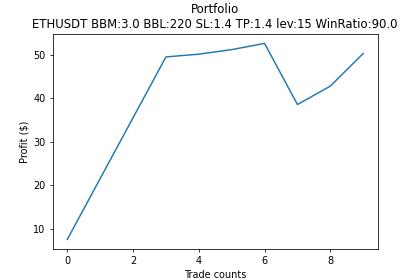 Portfolio
ETHUSDT BBM:3.0 BBL:220 SL:1.4 TP:1.4 lev:15 WinRatio:90.0
50
40
30
20
10
Profit ($)
0 2 4 6 8
Trade counts